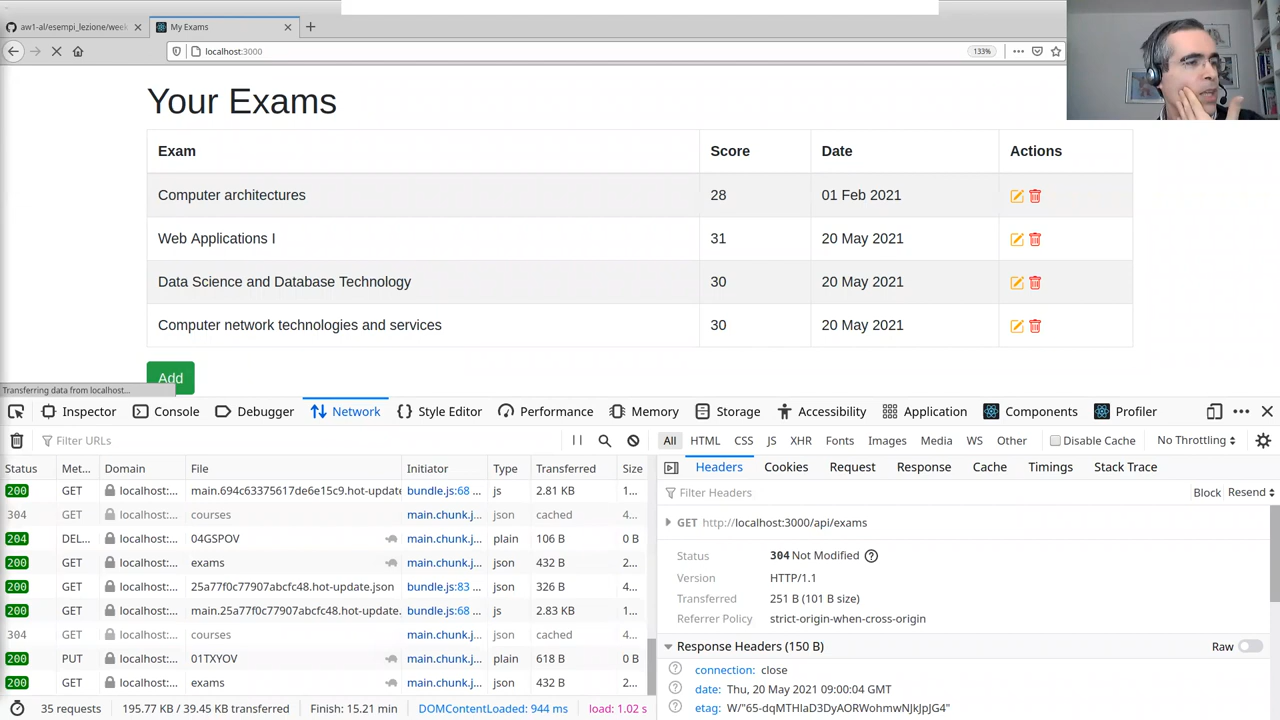 aw1-al/esempi_lezione/week
My Exams
localhost:3000
133%
Your Exams
Exam Score Date Actions
Computer architectures 28 01 Feb 2021
Web Applications I 31 20 May 2021
Data Science and Database Technology 30 20 May 2021
Computer network technologies and services 30 20 May 2021
Add
Transferring data from localhost...
Inspector Console Debugger Network Style Editor Performance Memory Storage Accessibility Application Components Profiler
Filter URLs
All HTML CSS JS XHR Fonts Images Media WS Other Disable Cache No Throttling
Status Met... Domain File Initiator Type Transferred Size
200 GET localhost:... main.694c63375617de6e15c9.hot-update bundle.js:68 ... js 2.81 KB 1...
304 GET localhost:... courses main.chunk.j... json cached 4...
204 DEL... localhost:... 04GSPOV main.chunk.j... plain 106 B 0 B
200 GET localhost:... exams main.chunk.j... json 432 B 2...
200 GET localhost:... 25a77f0c77907abcfc48.hot-update.json bundle.js:83 ... json 326 B 3...
200 GET localhost:... main.25a77f0c77907abcfc48.hot-update. bundle.js:68 ... js 2.83 KB 1...
304 GET localhost:... courses main.chunk.j... json cached 4...
200 PUT localhost:... 01TXYOV main.chunk.j... plain 618 B 0 B
200 GET localhost:... exams main.chunk.j... json 432 B 2...
35 requests 195.77 KB / 39.45 KB transferred Finish: 15.21 min DOMContentLoaded: 944 ms load: 1.02 s
Headers Cookies Request Response Cache Timings Stack Trace
Filter Headers Block Resend
GET http://localhost:3000/api/exams
Status 304 Not Modified
Version HTTP/1.1
Transferred 251 B (101 B size)
Referrer Policy strict-origin-when-cross-origin
Response Headers (150 B) Raw
connection: close
date: Thu, 20 May 2021 09:00:04 GMT
etag: W/"65-dqMTHlaD3DyAORWohmwNJkJpJG4"